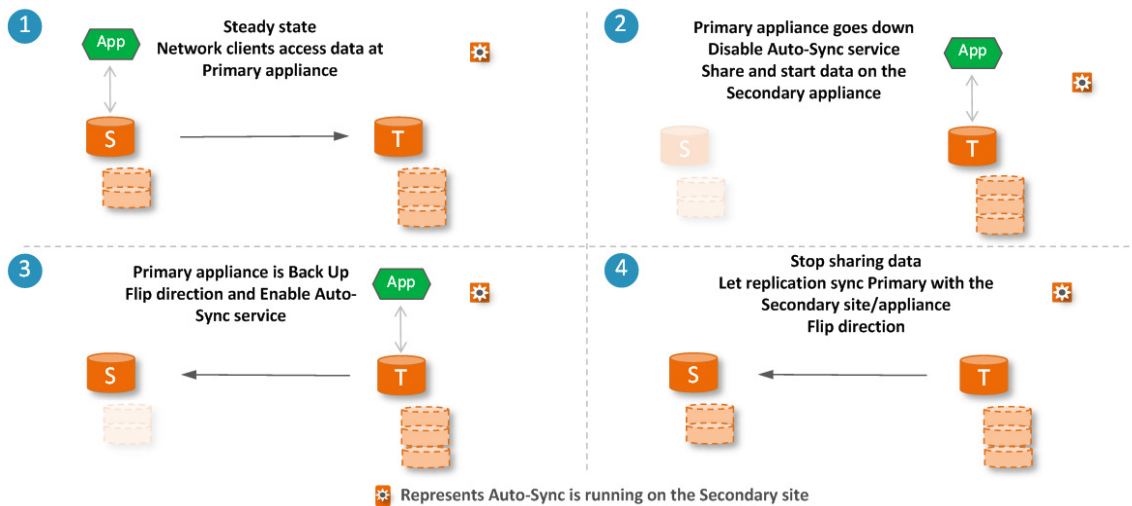 1
Steady state
Network clients access data at
Primary appliance
App
S
T
2
Primary appliance goes down
Disable Auto-Sync service
Share and start data on the
Secondary appliance
App
S
T
3
Primary appliance is Back Up
Flip direction and Enable Auto-
Sync service
App
S
T
4
Stop sharing data
Let replication sync Primary with the
Secondary site/appliance
Flip direction
S
T
Represents Auto-Sync is running on the Secondary site